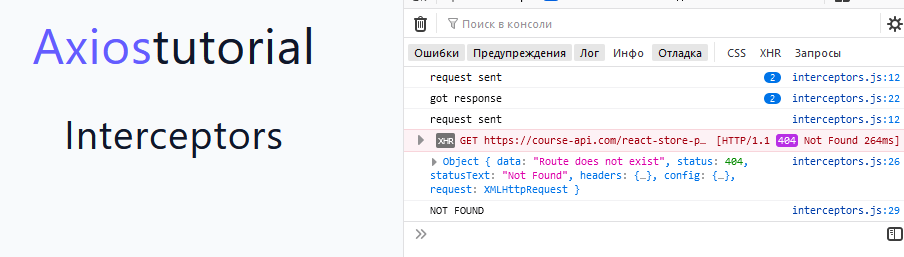 Axiostutorial
Interceptors
Поиск в консоли
Ошибки Предупреждения Лог Инфо Отладка CSS XHR Запросы
request sent 2 interceptors.js:12
got response 2 interceptors.js:22
request sent interceptors.js:12
XHR GET https://course-api.com/react-store-p… [HTTP/1.1 404 Not Found 264ms]
Object { data: "Route does not exist", status: 404, interceptors.js:26
statusText: "Not Found", headers: {…}, config: {…},
request: XMLHttpRequest }
NOT FOUND interceptors.js:29